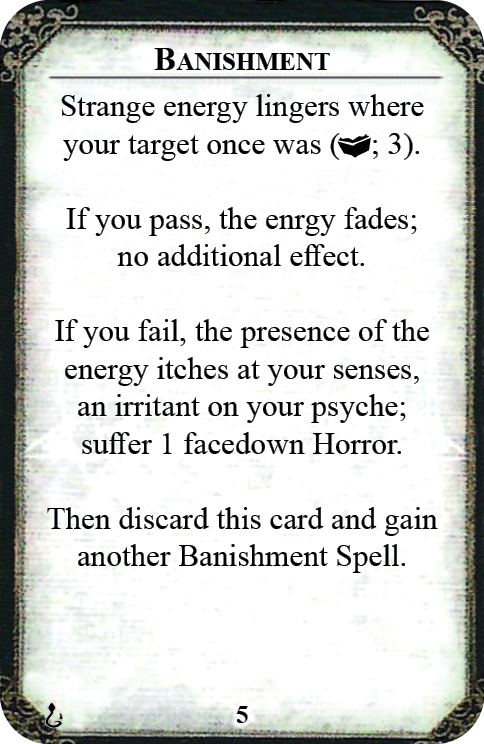 BANISHMENT
Strange energy lingers where
your target once was ( ; 3).
If you pass, the enrgy fades;
no additional effect.
If you fail, the presence of the
energy itches at your senses,
an irritant on your psyche;
suffer 1 facedown Horror.
Then discard this card and gain
another Banishment Spell.
5